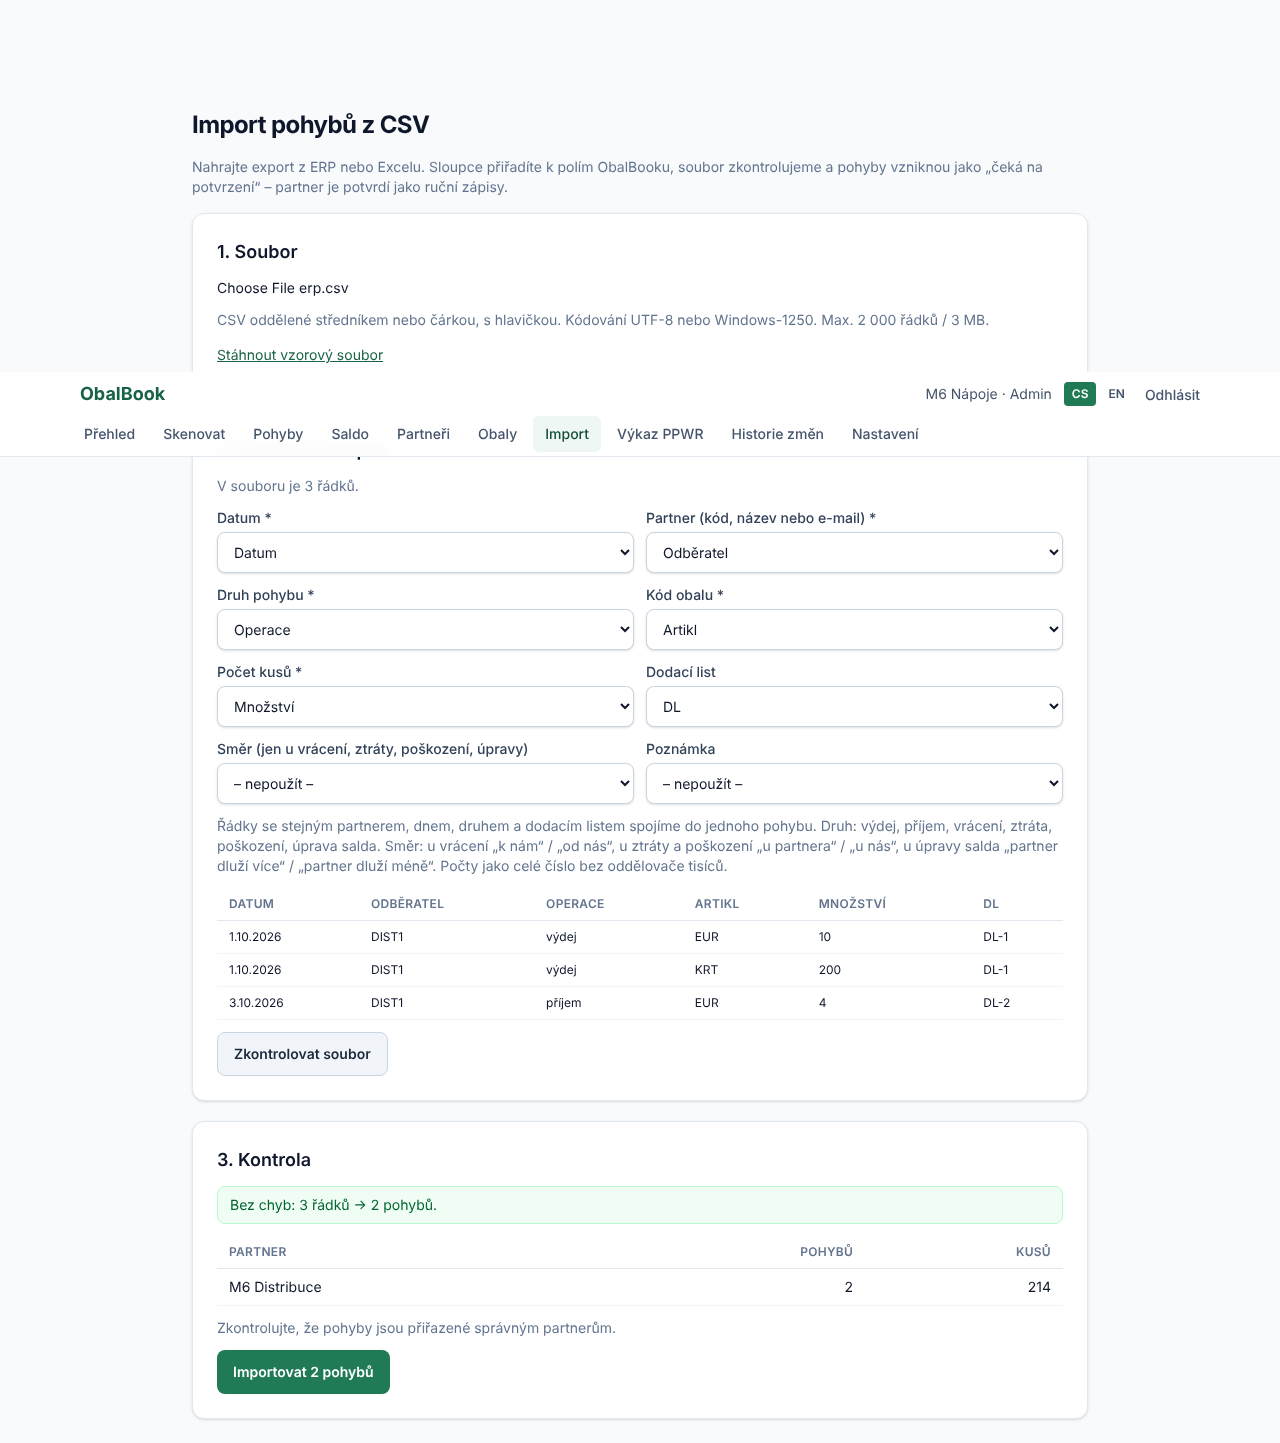 Import pohybů z CSV
Nahrajte export z ERP nebo Excelu. Sloupce přiřadíte k polím ObalBooku, soubor zkontrolujeme a pohyby vzniknou jako „čeká na
potvrzení“ – partner je potvrdí jako ruční zápisy.
1. Soubor
Choose File erp.csv
CSV oddělené středníkem nebo čárkou, s hlavičkou. Kódování UTF-8 nebo Windows-1250. Max. 2 000 řádků / 3 MB.
Stáhnout vzorový soubor
ObalBook
M6 Nápoje · Admin CS EN Odhlásit
Přehled Skenovat Pohyby Saldo Partneři Obaly Import Výkaz PPWR Historie změn Nastavení
V souboru je 3 řádků.
Datum * Partner (kód, název nebo e-mail) *
Datum Odběratel
Druh pohybu * Kód obalu *
Operace Artikl
Počet kusů * Dodací list
Množství DL
Směr (jen u vrácení, ztráty, poškození, úpravy) Poznámka
– nepoužít – – nepoužít –
Řádky se stejným partnerem, dnem, druhem a dodacím listem spojíme do jednoho pohybu. Druh: výdej, příjem, vrácení, ztráta,
poškození, úprava salda. Směr: u vrácení „k nám“ / „od nás“, u ztráty a poškození „u partnera“ / „u nás“, u úpravy salda „partner
dluží více“ / „partner dluží méně“. Počty jako celé číslo bez oddělovače tisíců.
DATUM ODBĚRATEL OPERACE ARTIKL MNOŽSTVÍ DL
1.10.2026 DIST1 výdej EUR 10 DL-1
1.10.2026 DIST1 výdej KRT 200 DL-1
3.10.2026 DIST1 příjem EUR 4 DL-2
Zkontrolovat soubor
3. Kontrola
Bez chyb: 3 řádků → 2 pohybů.
PARTNER POHYBŮ KUSŮ
M6 Distribuce 2 214
Zkontrolujte, že pohyby jsou přiřazené správným partnerům.
Importovat 2 pohybů